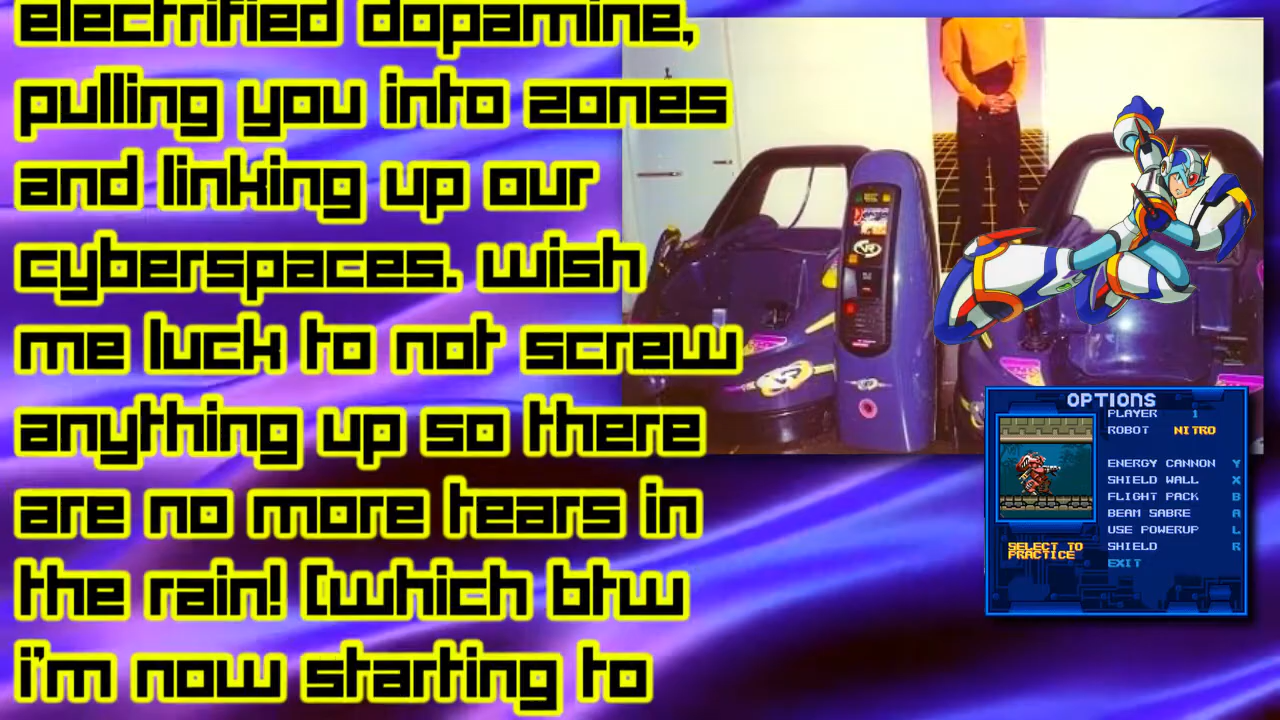 electrified dopamine,
pulling you into zones
and linking up our
cyberspaces. wish
me luck to not screw
anything up so there
are no more tears in
the rain! (which btw
i'm now starting to
VR
OPTIONS
PLAYER 1
ROBOT NITRO
ENERGY CANNON Y
SHIELD WALL X
FLIGHT PACK B
BEAM SABRE A
USE POWERUP L
SHIELD R
EXIT
SELECT TO
PRACTICE